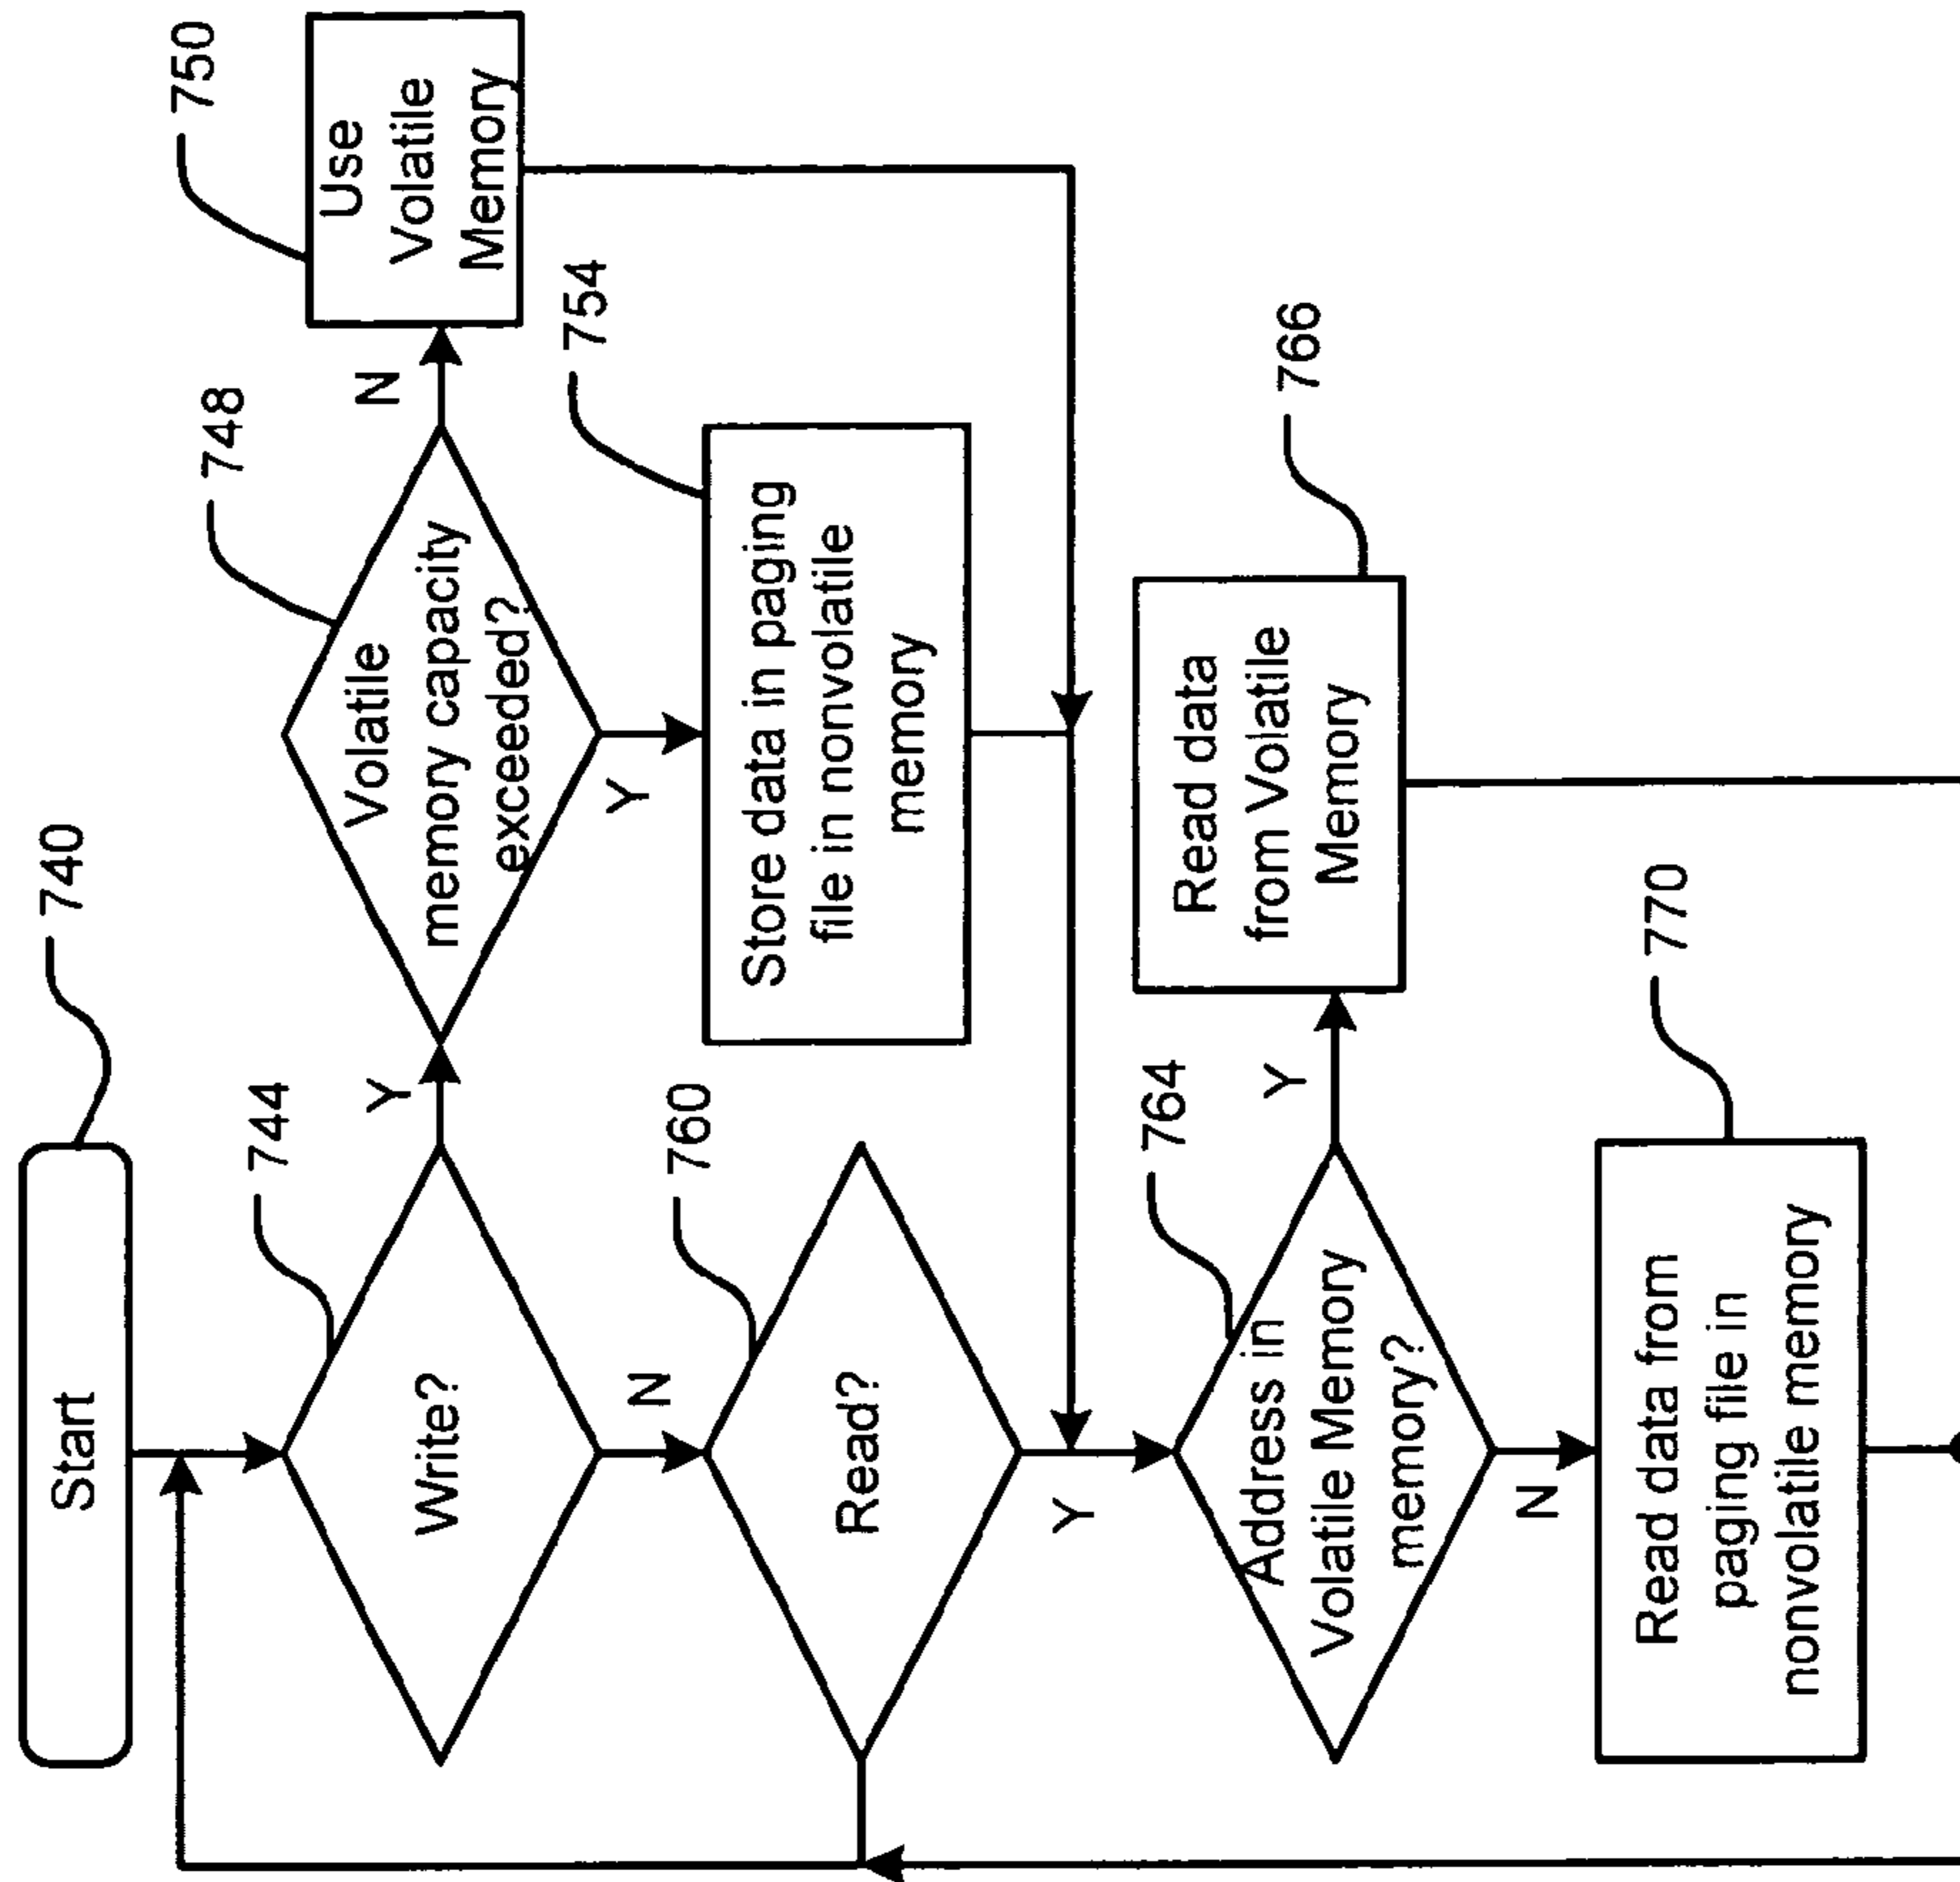 Start
740
Write?
744
Y
Volatile
memory capacity
exceeded?
748
N
Use
Volatile
Memory
750
Y
Store data in paging
file in nonvolatile
memory
754
N
Read?
760
Y
Address in
Volatile Memory
memory?
764
Y
Read data
from Volatile
Memory
766
N
Read data from
paging file in
nonvolatile memory
770